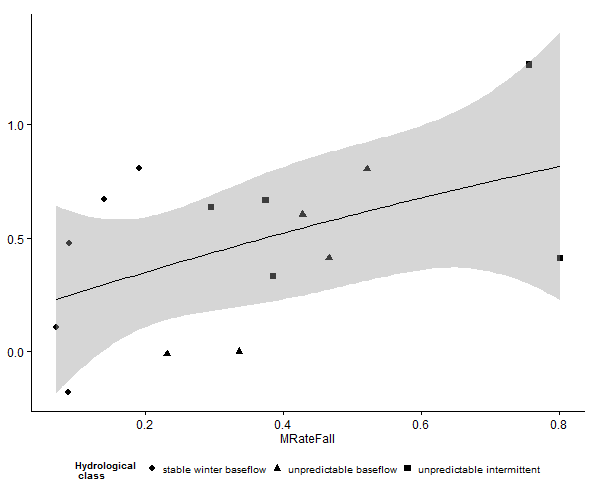 1.0
0.5
0.0
0.2 0.4 0.6 0.8
MRateFall
Hydrological
class
stable winter baseflow unpredictable baseflow unpredictable intermittent